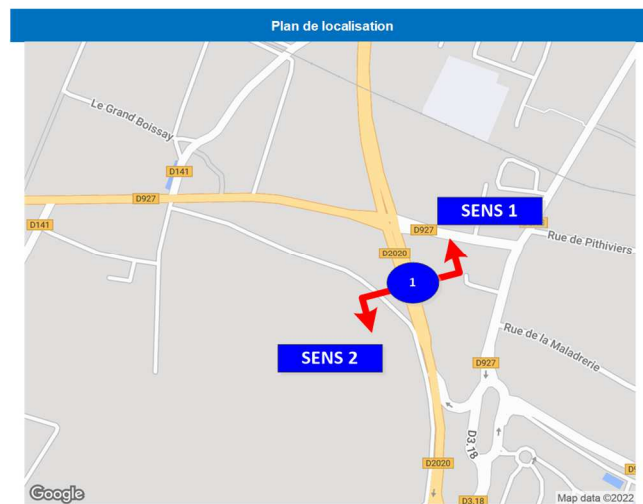 Plan de localisation
Le Grand Boissay
D141
D927
D141
SENS 1
D927
Rue de Pithiviers
D2020
1
SENS 2
Rue de la Maladrerie
D927
D3.18
D2020
D3.18
Google
Map data ©2022